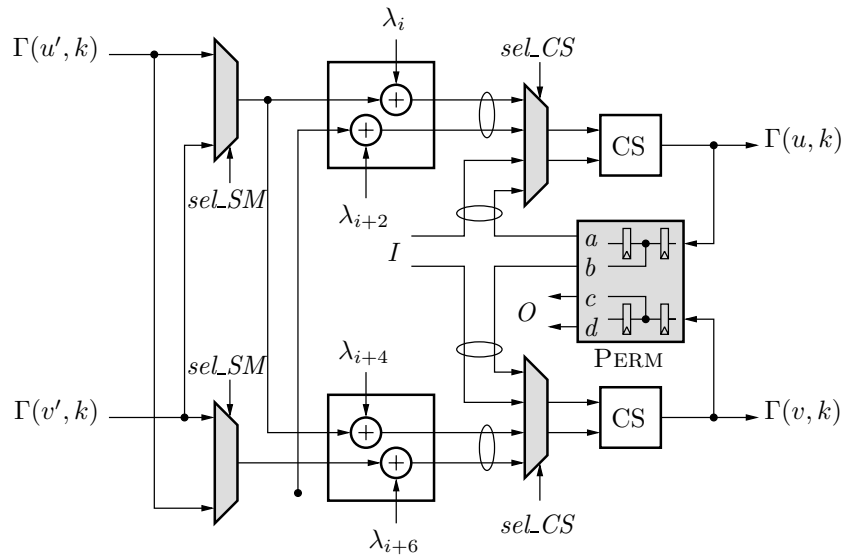 λ_i
sel_CS
Γ(u′, k)
+
+
CS
Γ(u, k)
sel_SM
λ_{i+2}
I
a
b
O
c
d
PERM
sel_SM
λ_{i+4}
Γ(v′, k)
+
CS
Γ(v, k)
+
sel_CS
λ_{i+6}